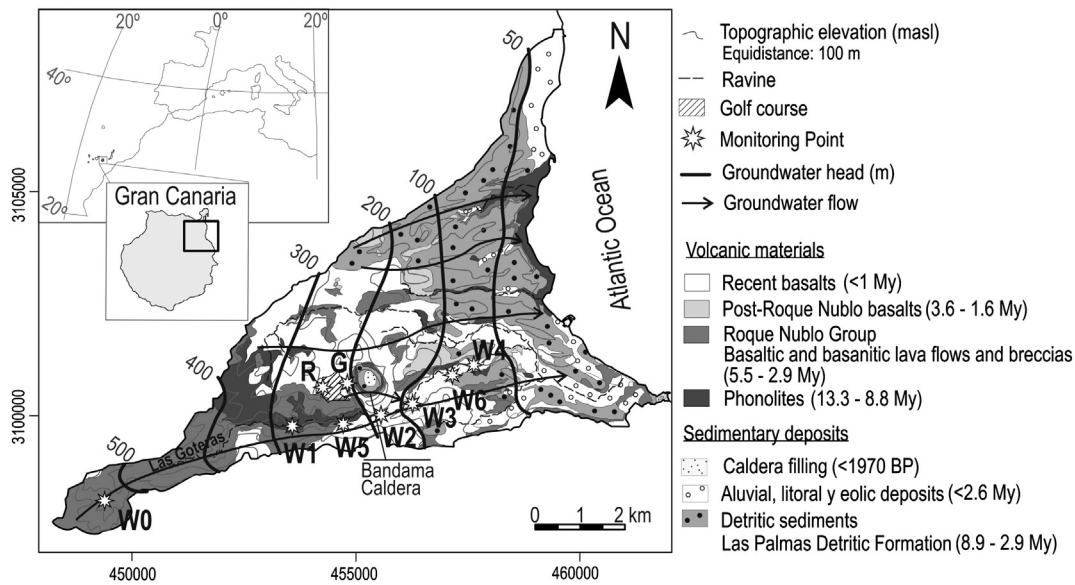 20º
0º
20º
40º
20º
Gran Canaria
N
50
100
200
300
400
500
Atlantic Ocean
R
G
W4
W6
W3
W2
W5
W1
W0
Las Goteras
Bandama
Caldera
0 1 2 km
3105000
3100000
450000
455000
460000
Topographic elevation (masl)
Equidistance: 100 m
Ravine
Golf course
Monitoring Point
Groundwater head (m)
Groundwater flow
Volcanic materials
Recent basalts (<1 My)
Post-Roque Nublo basalts (3.6 - 1.6 My)
Roque Nublo Group
Basaltic and basanitic lava flows and breccias
(5.5 - 2.9 My)
Phonolites (13.3 - 8.8 My)
Sedimentary deposits
Caldera filling (<1970 BP)
Aluvial, litoral y eolic deposits (<2.6 My)
Detritic sediments
Las Palmas Detritic Formation (8.9 - 2.9 My)